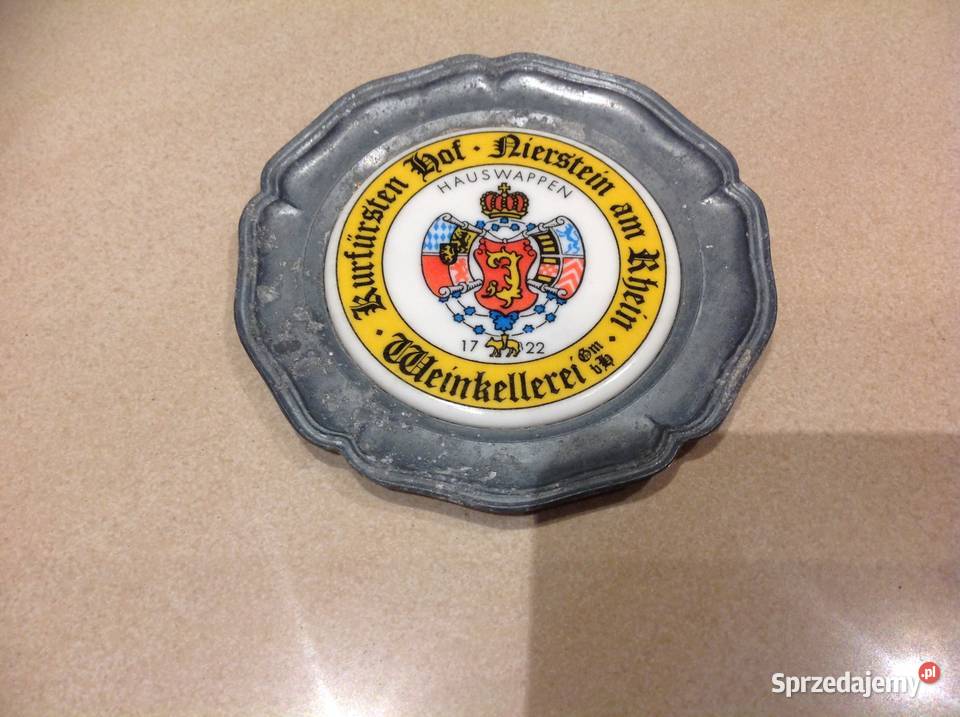 Kurfürsten Hof · Nierstein am Rhein ·
Weinkellerei GmbH ·
HAUSWAPPEN
17 22
Sprzedajemy.pl